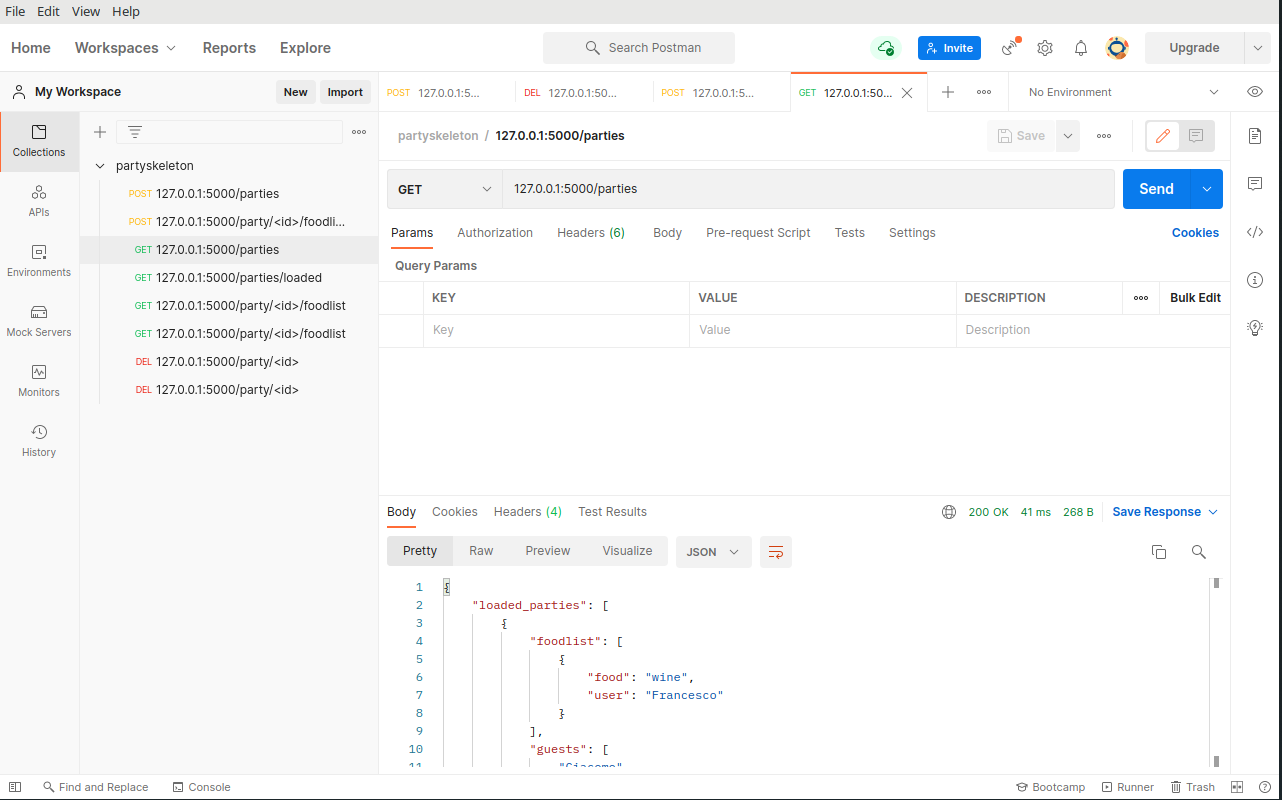 File Edit View Help
Home Workspaces Reports Explore Search Postman Invite Upgrade
My Workspace New Import
POST 127.0.0.1:5... DEL 127.0.0.1:50... POST 127.0.0.1:5... GET 127.0.0.1:50... No Environment
Collections
APIs
Environments
Mock Servers
Monitors
History
partyskeleton
POST 127.0.0.1:5000/parties
POST 127.0.0.1:5000/party/<id>/foodli...
GET 127.0.0.1:5000/parties
GET 127.0.0.1:5000/parties/loaded
GET 127.0.0.1:5000/party/<id>/foodlist
GET 127.0.0.1:5000/party/<id>/foodlist
DEL 127.0.0.1:5000/party/<id>
DEL 127.0.0.1:5000/party/<id>
partyskeleton / 127.0.0.1:5000/parties Save
GET 127.0.0.1:5000/parties Send
Params Authorization Headers (6) Body Pre-request Script Tests Settings Cookies
Query Params
KEY VALUE DESCRIPTION Bulk Edit
Key Value Description
Body Cookies Headers (4) Test Results 200 OK 41 ms 268 B Save Response
Pretty Raw Preview Visualize JSON
1 {
2 "loaded_parties": [
3 {
4 "foodlist": [
5 {
6 "food": "wine",
7 "user": "Francesco"
8 }
9 ],
10 "guests": [
11 "Giacomo"
Find and Replace Console Bootcamp Runner Trash